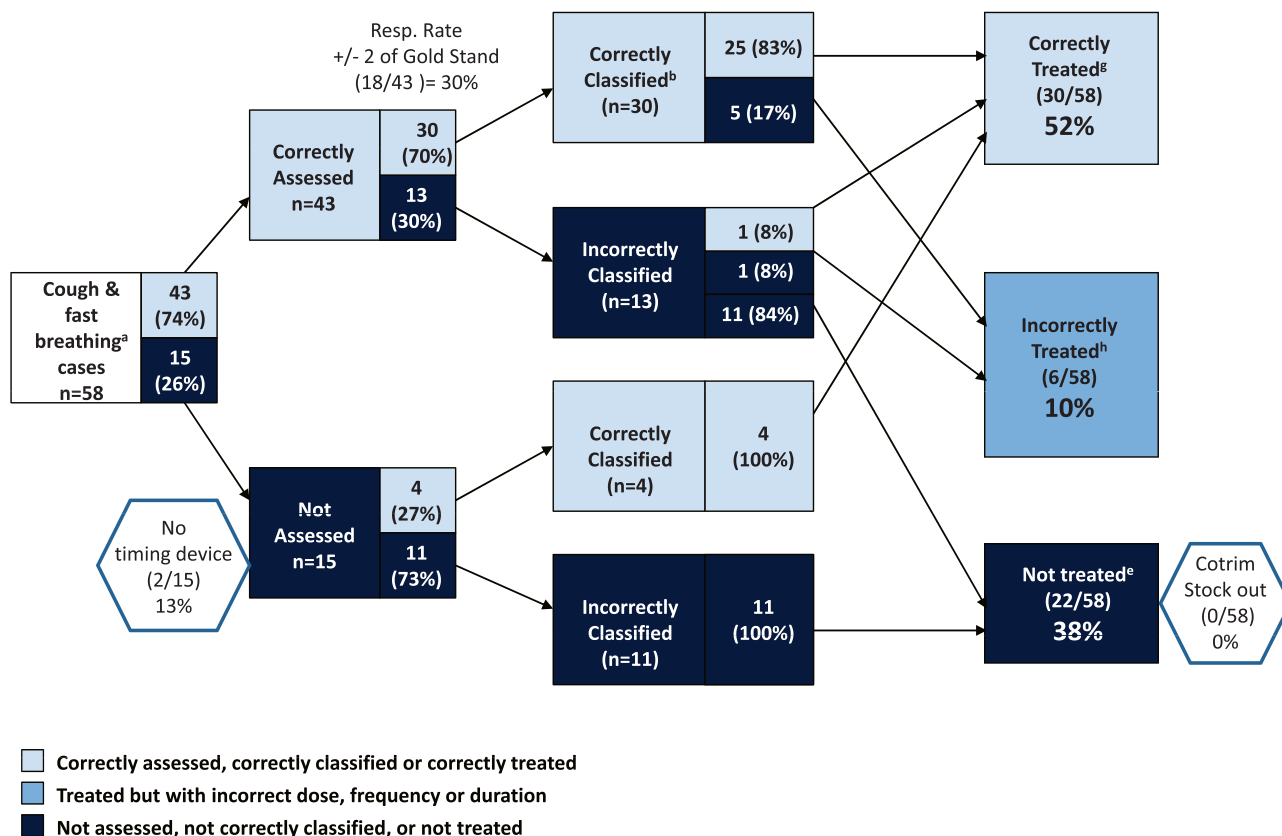 Resp. Rate
+/- 2 of Gold Stand
(18/43 )= 30%
Cough &
fast
breathingᵃ
cases
n=58
43
(74%)
15
(26%)
Correctly
Assessed
n=43
30
(70%)
13
(30%)
Not
Assessed
n=15
4
(27%)
11
(73%)
No
timing device
(2/15)
13%
Correctly
Classifiedᵇ
(n=30)
25 (83%)
5 (17%)
Incorrectly
Classified
(n=13)
1 (8%)
1 (8%)
11 (84%)
Correctly
Classified
(n=4)
4
(100%)
Incorrectly
Classified
(n=11)
11
(100%)
Correctly
Treatedᵍ
(30/58)
52%
Incorrectly
Treatedʰ
(6/58)
10%
Not treatedᵉ
(22/58)
38%
Cotrim
Stock out
(0/58)
0%
Correctly assessed, correctly classified or correctly treated
Treated but with incorrect dose, frequency or duration
Not assessed, not correctly classified, or not treated